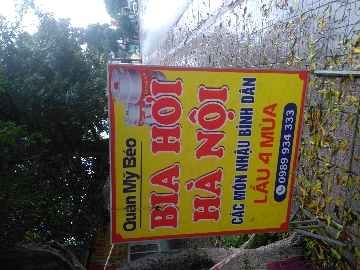 Quán Mỹ Béo
BIA HƠI
HÀ NỘI
CÁC MÓN NHẬU BÌNH DÂN
LẨU 4 MÙA
0989 934 333